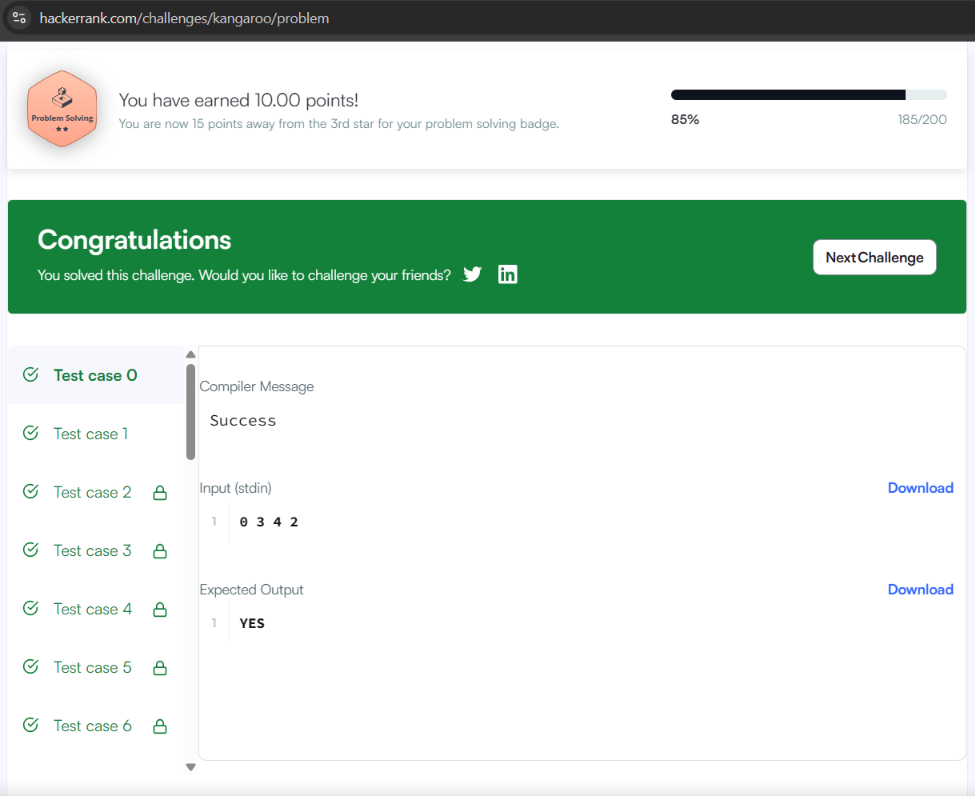 hackerrank.com/challenges/kangaroo/problem
Problem Solving
You have earned 10.00 points!
You are now 15 points away from the 3rd star for your problem solving badge.
85%
185/200
Congratulations
You solved this challenge. Would you like to challenge your friends?
Next Challenge
Test case 0
Test case 1
Test case 2
Test case 3
Test case 4
Test case 5
Test case 6
Compiler Message
Success
Input (stdin)
Download
1 0 3 4 2
Expected Output
Download
1 YES